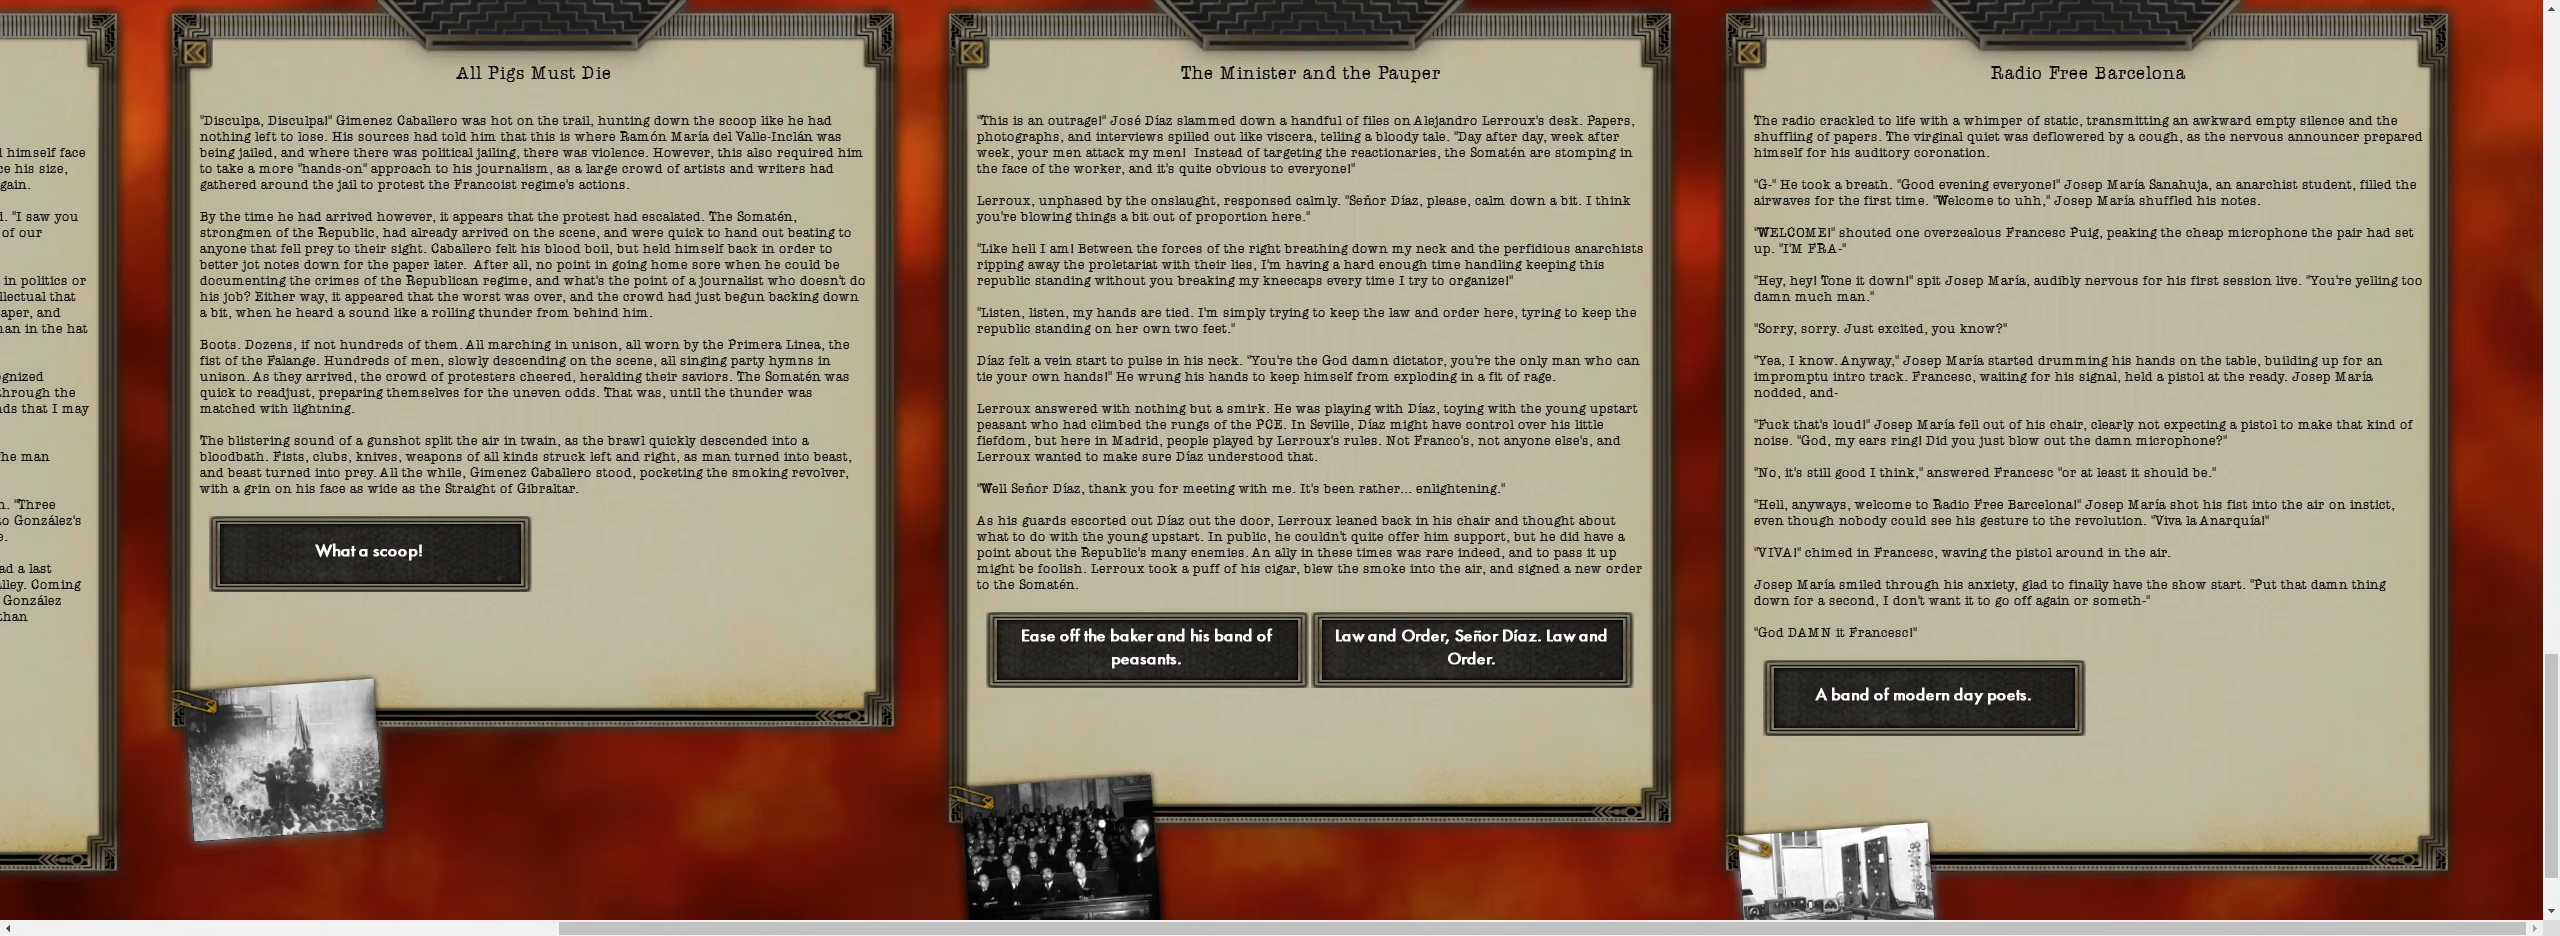 l himself face
ce his size,
gain.
d. "I saw you
of our
in politics or
llectual that
aper, and
nan in the hat
ognized
through the
nds that I may
The man
n. "Three
to González's
e.
ad a last
lley. Coming
González
than
All Pigs Must Die
"Disculpa, Disculpa!" Gimenez Caballero was hot on the trail, hunting down the scoop like he had
nothing left to lose. His sources had told him that this is where Ramón María del Valle-Inclán was
being jailed, and where there was political jailing, there was violence. However, this also required him
to take a more "hands-on" approach to his journalism, as a large crowd of artists and writers had
gathered around the jail to protest the Francoist regime's actions.
By the time he had arrived however, it appears that the protest had escalated. The Somatén,
strongmen of the Republic, had already arrived on the scene, and were quick to hand out beating to
anyone that fell prey to their sight. Caballero felt his blood boil, but held himself back in order to
better jot notes down for the paper later. After all, no point in going home sore when he could be
documenting the crimes of the Republican regime, and what's the point of a journalist who doesn't do
his job? Either way, it appeared that the worst was over, and the crowd had just begun backing down
a bit, when he heard a sound like a rolling thunder from behind him.
Boots. Dozens, if not hundreds of them. All marching in unison, all worn by the Primera Linea, the
fist of the Falange. Hundreds of men, slowly descending on the scene, all singing party hymns in
unison. As they arrived, the crowd of protesters cheered, heralding their saviors. The Somatén was
quick to readjust, preparing themselves for the uneven odds. That was, until the thunder was
matched with lightning.
The blistering sound of a gunshot split the air in twain, as the brawl quickly descended into a
bloodbath. Fists, clubs, knives, weapons of all kinds struck left and right, as man turned into beast,
and beast turned into prey. All the while, Gimenez Caballero stood, pocketing the smoking revolver,
with a grin on his face as wide as the Straight of Gibraltar.
What a scoop!
The Minister and the Pauper
"This is an outrage!" José Díaz slammed down a handful of files on Alejandro Lerroux's desk. Papers,
photographs, and interviews spilled out like viscera, telling a bloody tale. "Day after day, week after
week, your men attack my men! Instead of targeting the reactionaries, the Somatén are stomping in
the face of the worker, and it's quite obvious to everyone!"
Lerroux, unphased by the onslaught, responsed calmly. "Señor Díaz, please, calm down a bit. I think
you're blowing things a bit out of proportion here."
"Like hell I am! Between the forces of the right breathing down my neck and the perfidious anarchists
ripping away the proletariat with their lies, I'm having a hard enough time handling keeping this
republic standing without you breaking my kneecaps every time I try to organize!"
"Listen, listen, my hands are tied. I'm simply trying to keep the law and order here, tyring to keep the
republic standing on her own two feet."
Díaz felt a vein start to pulse in his neck. "You're the God damn dictator, you're the only man who can
tie your own hands!" He wrung his hands to keep himself from exploding in a fit of rage.
Lerroux answered with nothing but a smirk. He was playing with Díaz, toying with the young upstart
peasant who had climbed the rungs of the PCE. In Seville, Díaz might have control over his little
fiefdom, but here in Madrid, people played by Lerroux's rules. Not Franco's, not anyone else's, and
Lerroux wanted to make sure Díaz understood that.
"Well Señor Díaz, thank you for meeting with me. It's been rather... enlightening."
As his guards escorted out Díaz out the door, Lerroux leaned back in his chair and thought about
what to do with the young upstart. In public, he couldn't quite offer him support, but he did have a
point about the Republic's many enemies. An ally in these times was rare indeed, and to pass it up
might be foolish. Lerroux took a puff of his cigar, blew the smoke into the air, and signed a new order
to the Somatén.
Ease off the baker and his band of
peasants.
Law and Order, Señor Díaz. Law and
Order.
Radio Free Barcelona
The radio crackled to life with a whimper of static, transmitting an awkward empty silence and the
shuffling of papers. The virginal quiet was deflowered by a cough, as the nervous announcer prepared
himself for his auditory coronation.
"G-" He took a breath. "Good evening everyone!" Josep María Sanahuja, an anarchist student, filled the
airwaves for the first time. "Welcome to uhh," Josep María shuffled his notes.
"WELCOME!" shouted one overzealous Francesc Puig, peaking the cheap microphone the pair had set
up. "I'M FRA-"
"Hey, hey! Tone it down!" spit Josep María, audibly nervous for his first session live. "You're yelling too
damn much man."
"Sorry, sorry. Just excited, you know?"
"Yea, I know. Anyway," Josep María started drumming his hands on the table, building up for an
impromptu intro track. Francesc, waiting for his signal, held a pistol at the ready. Josep María
nodded, and-
"Fuck that's loud!" Josep María fell out of his chair, clearly not expecting a pistol to make that kind of
noise. "God, my ears ring! Did you just blow out the damn microphone?"
"No, it's still good I think," answered Francesc "or at least it should be."
"Hell, anyways, welcome to Radio Free Barcelona!" Josep María shot his fist into the air on instict,
even though nobody could see his gesture to the revolution. "Viva la Anarquía!"
"VIVA!" chimed in Francesc, waving the pistol around in the air.
Josep María smiled through his anxiety, glad to finally have the show start. "Put that damn thing
down for a second, I don't want it to go off again or someth-"
"God DAMN it Francesc!"
A band of modern day poets.